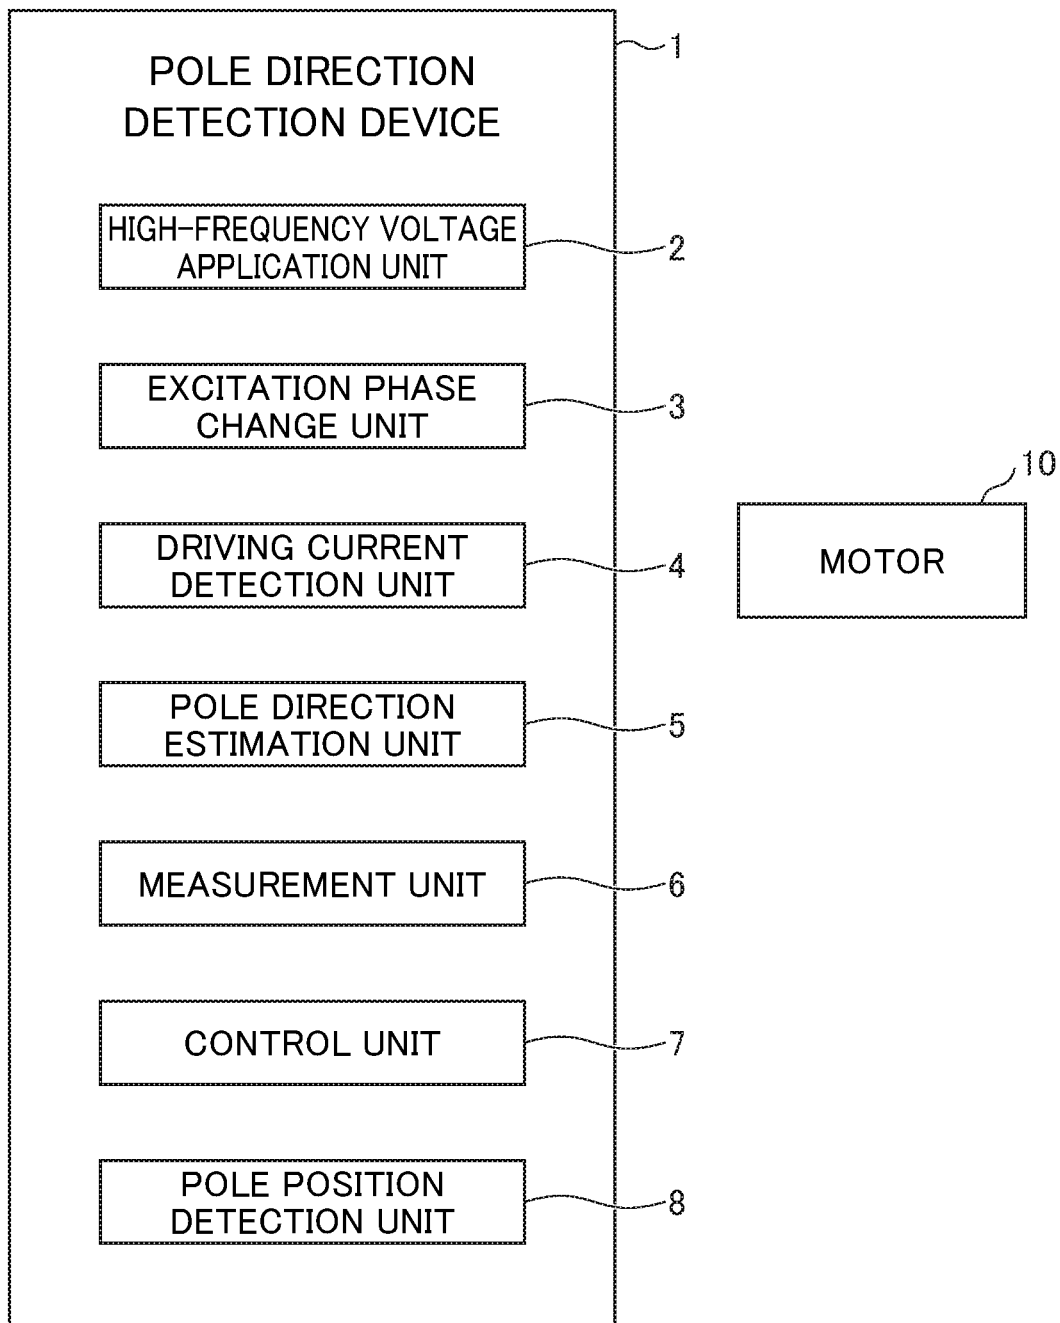 1
POLE DIRECTION
DETECTION DEVICE
HIGH-FREQUENCY VOLTAGE
APPLICATION UNIT
2
EXCITATION PHASE
CHANGE UNIT
3
10
DRIVING CURRENT
DETECTION UNIT
4
MOTOR
POLE DIRECTION
ESTIMATION UNIT
5
MEASUREMENT UNIT
6
CONTROL UNIT
7
POLE POSITION
DETECTION UNIT
8